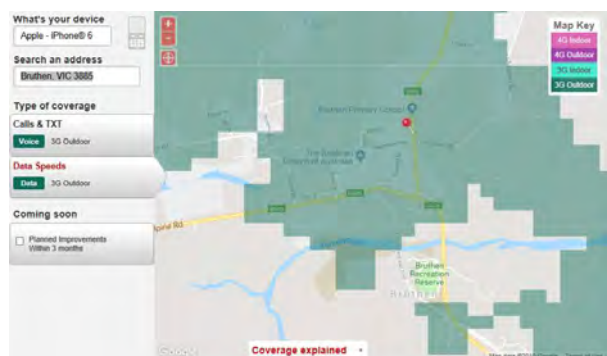 What's your device
Apple - iPhone® 6
Search an address
Bruthen, VIC 3885
Type of coverage
Calls & TXT
Voice 3G Outdoor
Data Speeds
Data 3G Outdoor
Coming soon
Planned Improvements
Within 3 months
Map Key
4G Indoor
4G Outdoor
3G Indoor
3G Outdoor
Bruthen Primary School
Bruthen
Recreation
Reserve
Google
Coverage explained